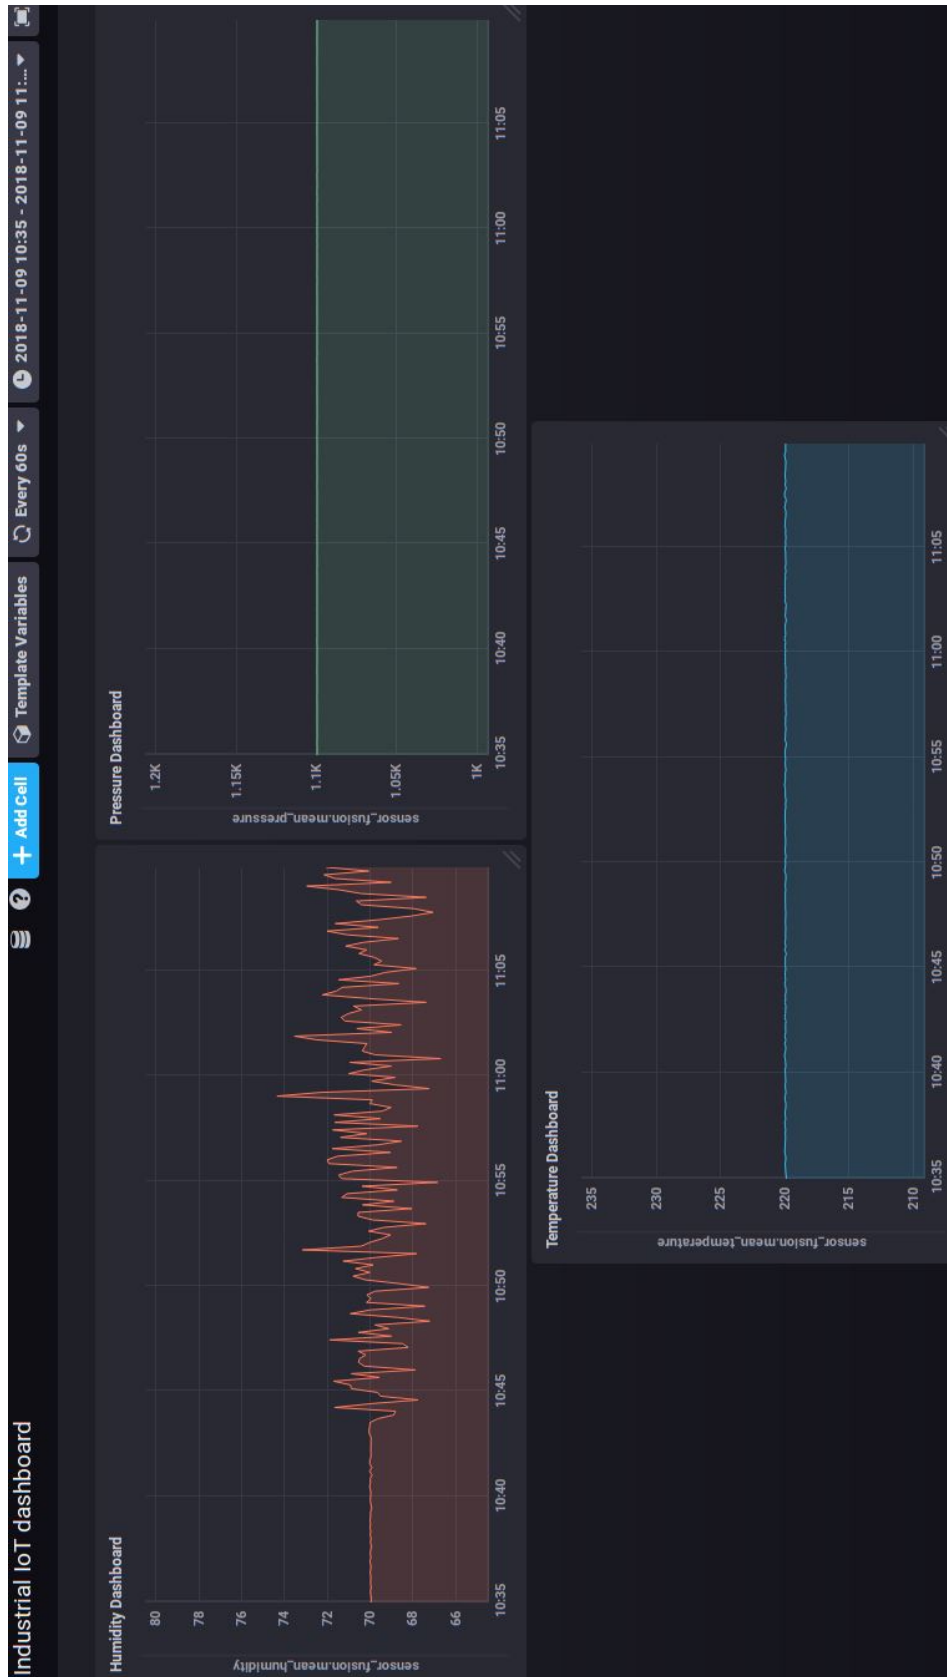 Industrial IoT dashboard
Add Cell
Template Variables
Every 60s
2018-11-09 10:35 - 2018-11-09 11:...
Humidity Dashboard
sensor_fusion.mean_humidity
80
78
76
74
72
70
68
66
10:35
10:40
10:45
10:50
10:55
11:00
11:05
Pressure Dashboard
sensor_fusion.mean_pressure
1.2K
1.15K
1.1K
1.05K
1K
10:35
10:40
10:45
10:50
10:55
11:00
11:05
Temperature Dashboard
sensor_fusion.mean_temperature
235
230
225
220
215
210
10:35
10:40
10:45
10:50
10:55
11:00
11:05